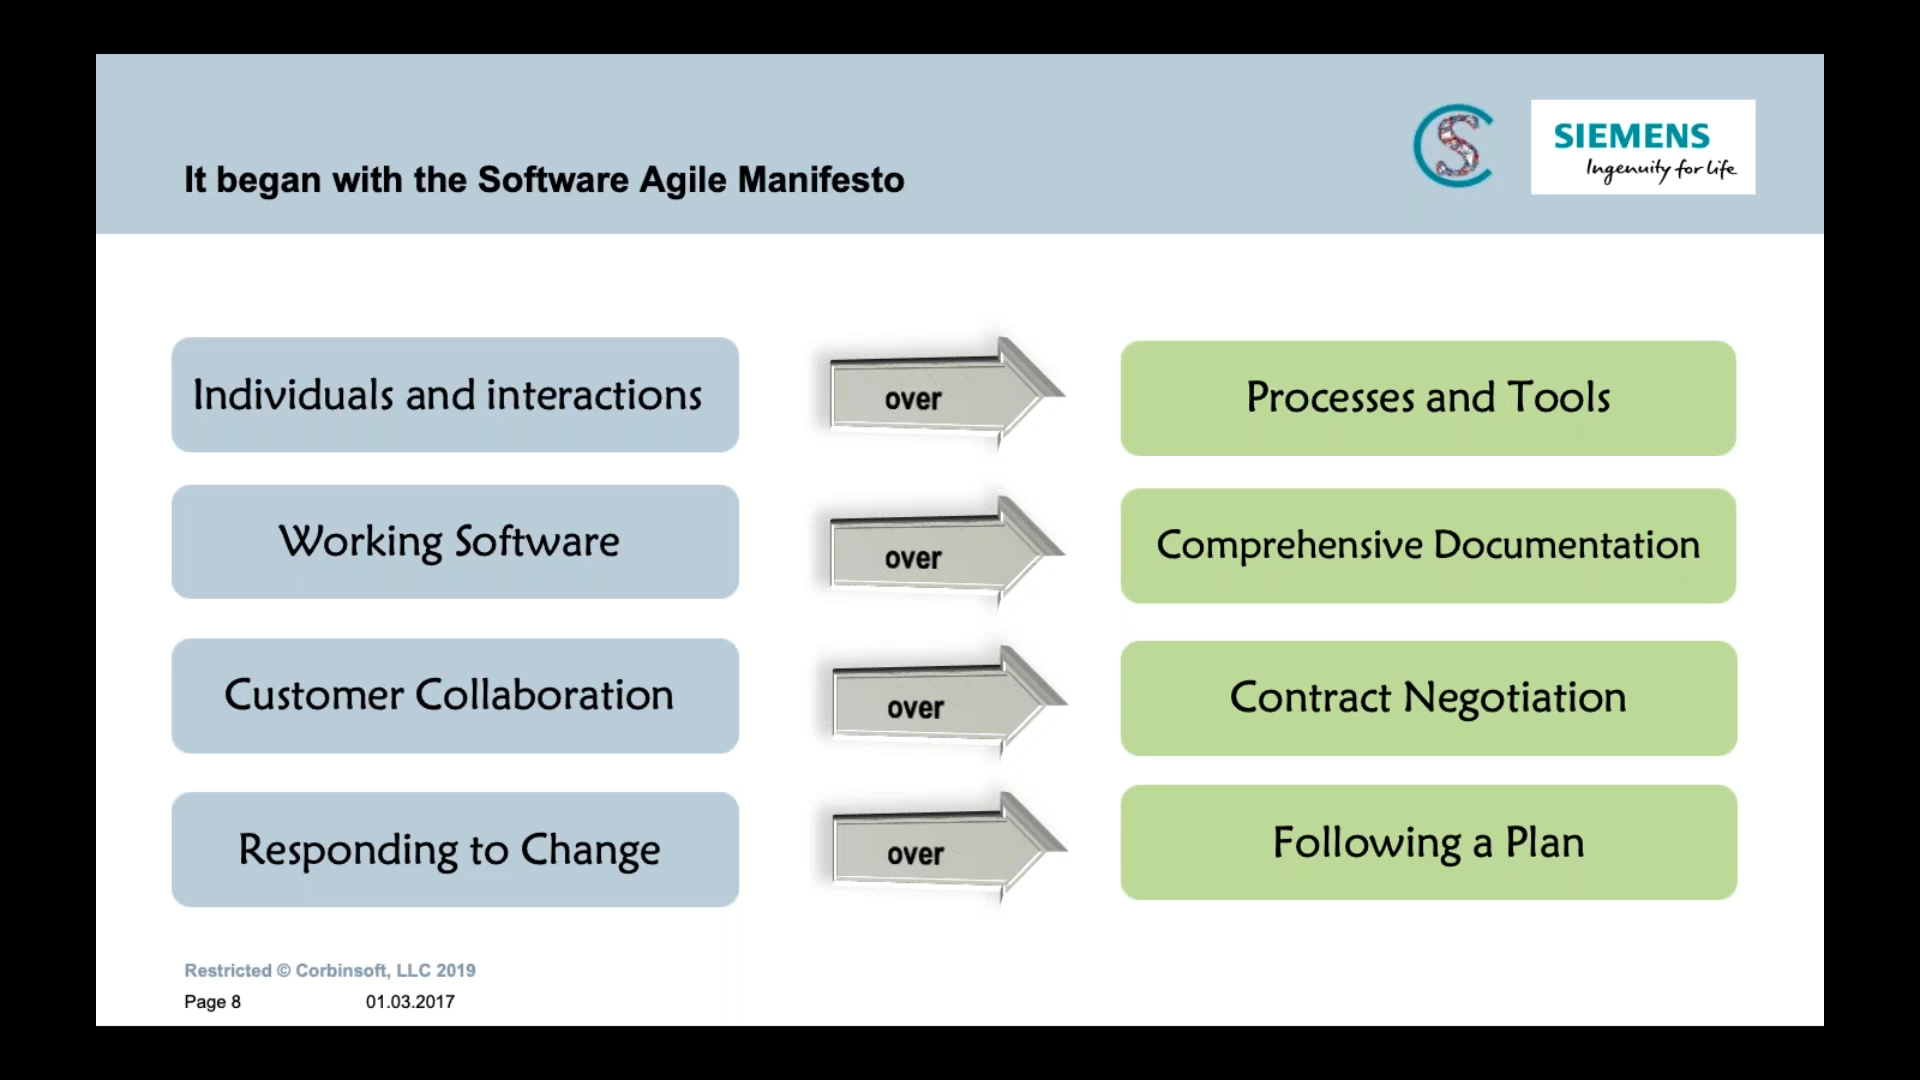 It began with the Software Agile Manifesto
SIEMENS
Ingenuity for life
Individuals and interactions
over
Processes and Tools
Working Software
over
Comprehensive Documentation
Customer Collaboration
over
Contract Negotiation
Responding to Change
over
Following a Plan
Restricted © Corbinsoft, LLC 2019
Page 8 01.03.2017